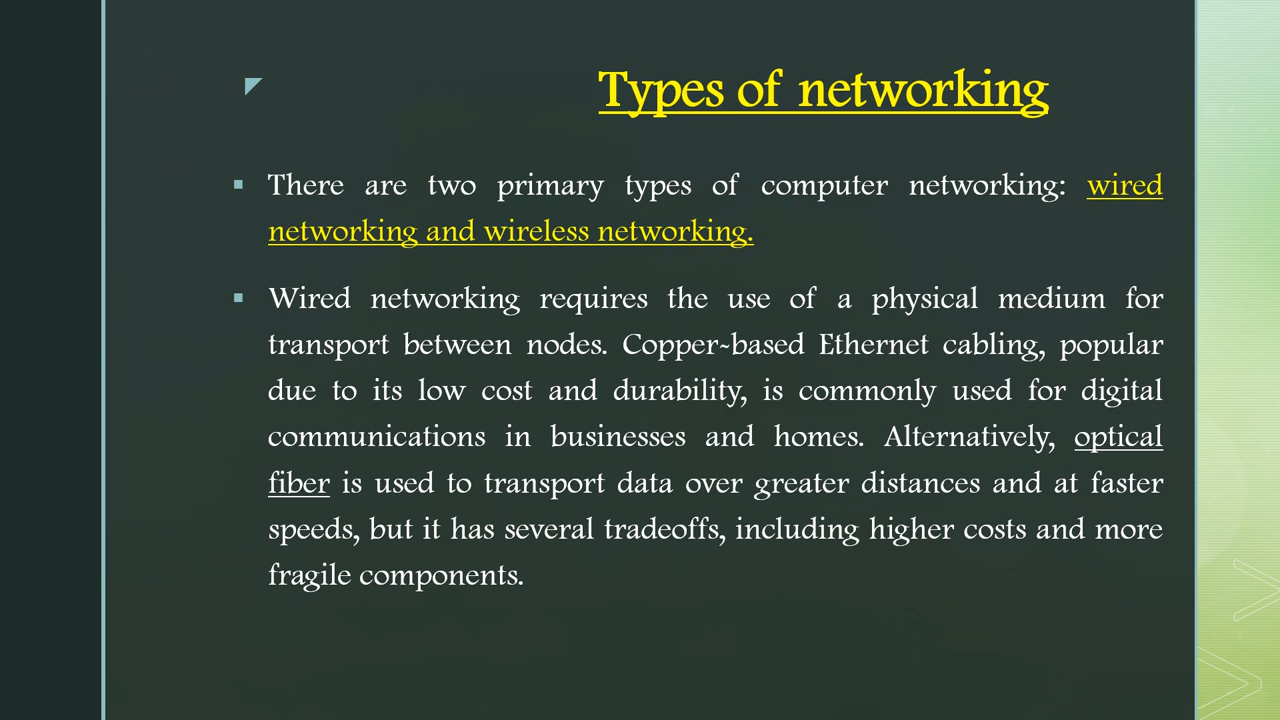 Types of networking
There are two primary types of computer networking: wired
networking and wireless networking.
Wired networking requires the use of a physical medium for
transport between nodes. Copper-based Ethernet cabling, popular
due to its low cost and durability, is commonly used for digital
communications in businesses and homes. Alternatively, optical
fiber is used to transport data over greater distances and at faster
speeds, but it has several tradeoffs, including higher costs and more
fragile components.